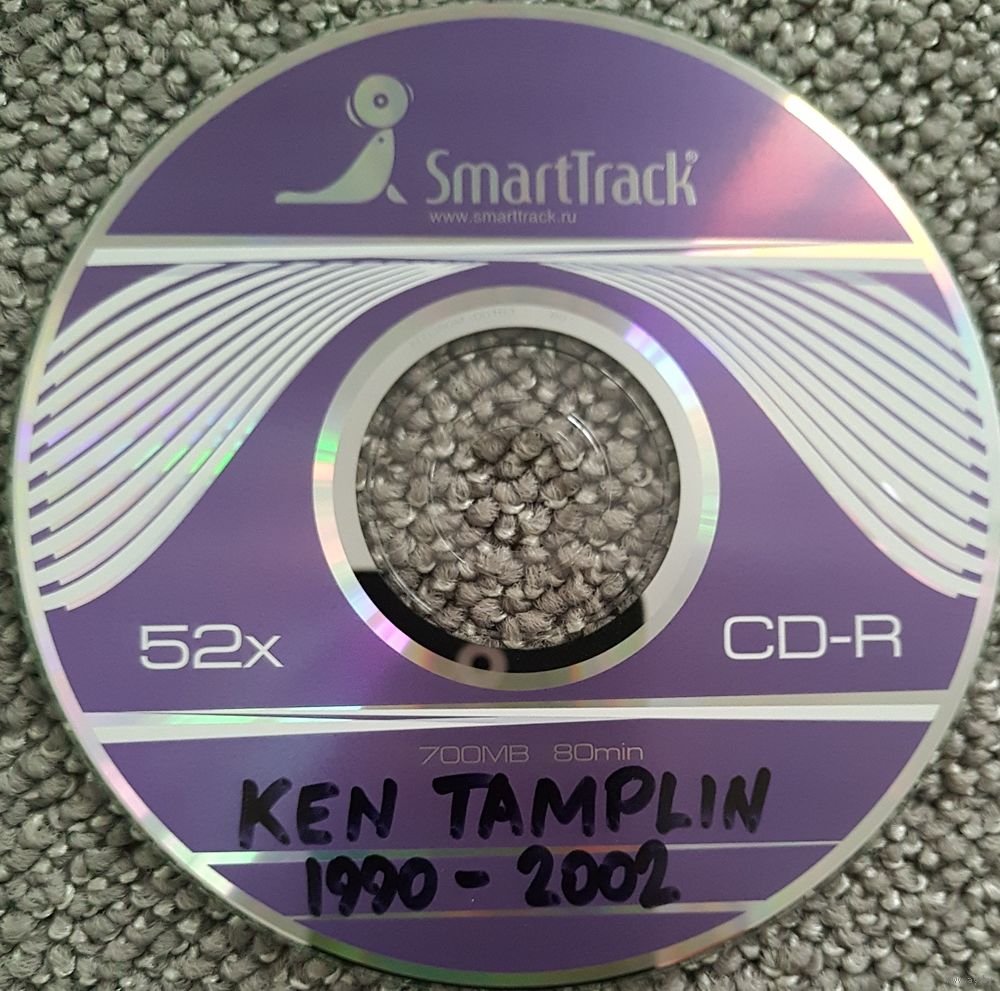 SmartTrack®
www.smarttrack.ru
52x
CD-R
700MB 80min
KEN TAMPLIN
1990 - 2002